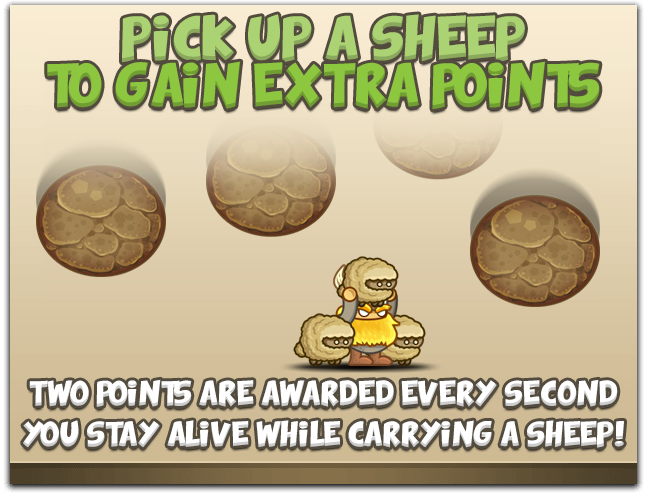 PiCK UP A SHEEP
TO GAiN EXTRA POiNTS
TWO POiNTS ARE AWARDED EVERY SECOND
YOU STAY ALiVE WHiLE CARRYiNG A SHEEP!